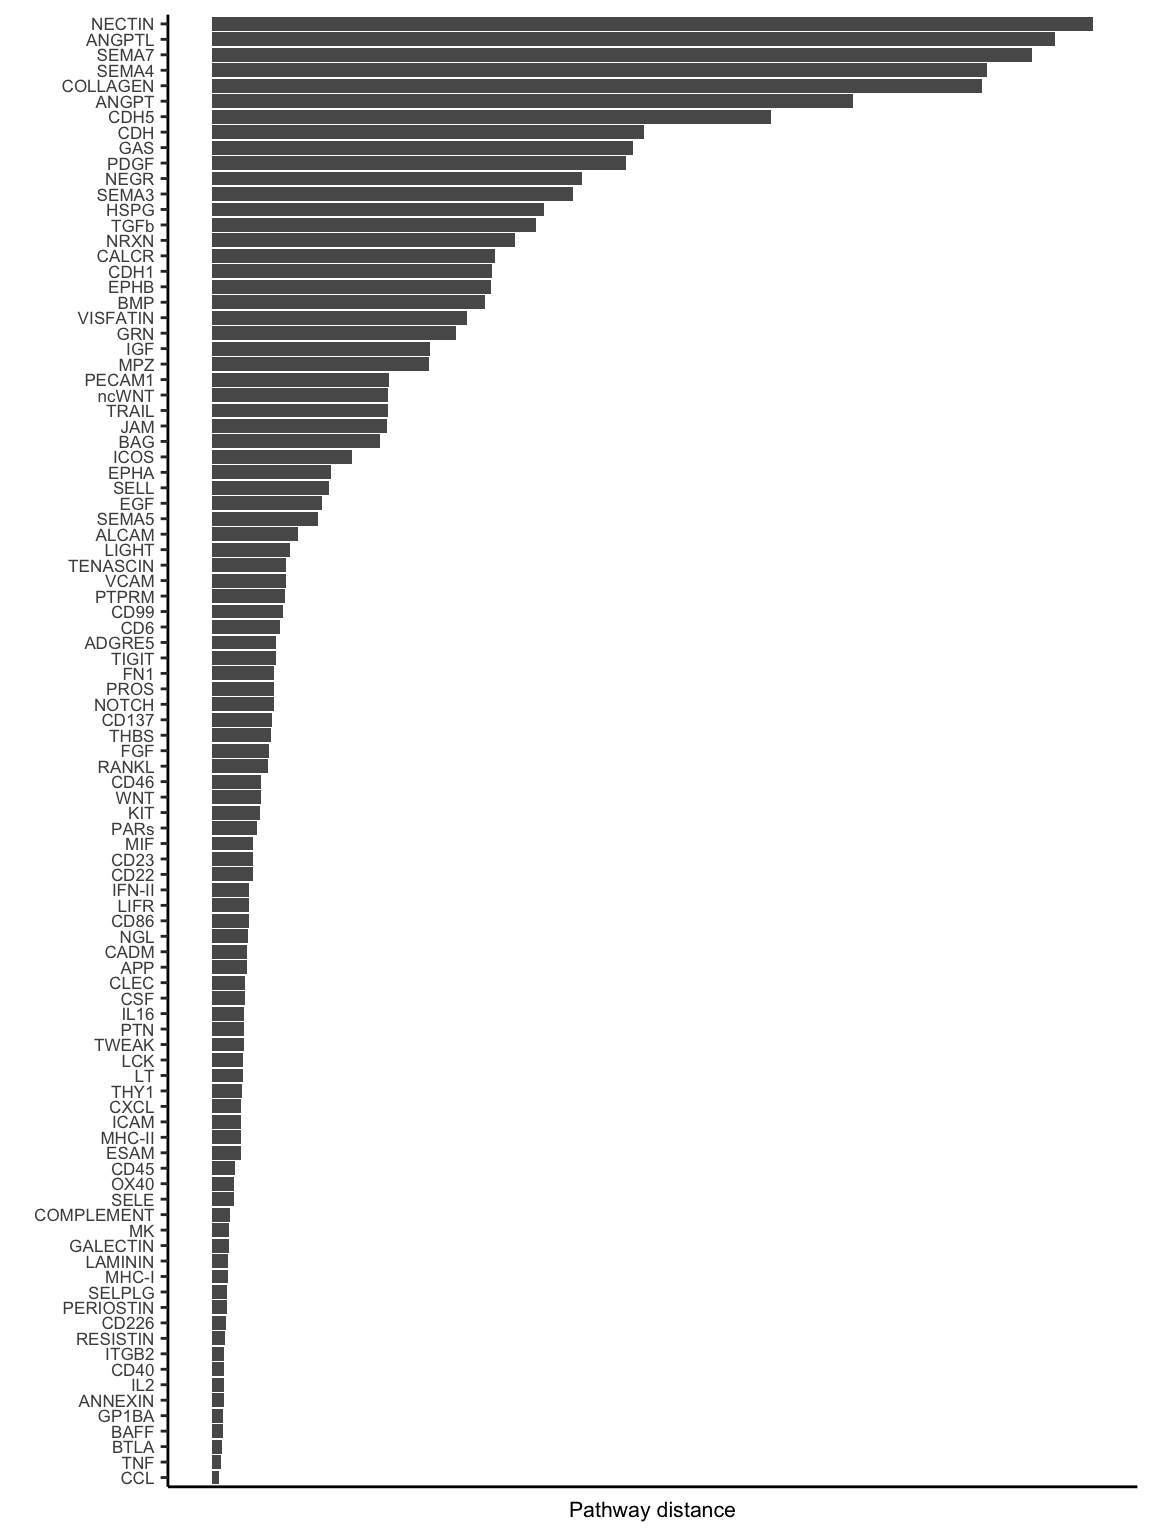 NECTIN
ANGPTL
SEMA7
SEMA4
COLLAGEN
ANGPT
CDH5
CDH
GAS
PDGF
NEGR
SEMA3
HSPG
TGFb
NRXN
CALCR
CDH1
EPHB
BMP
VISFATIN
GRN
IGF
MPZ
PECAM1
ncWNT
TRAIL
JAM
BAG
ICOS
EPHA
SELL
EGF
SEMA5
ALCAM
LIGHT
TENASCIN
VCAM
PTPRM
CD99
CD6
ADGRE5
TIGIT
FN1
PROS
NOTCH
CD137
THBS
FGF
RANKL
CD46
WNT
KIT
PARs
MIF
CD23
CD22
IFN-II
LIFR
CD86
NGL
CADM
APP
CLEC
CSF
IL16
PTN
TWEAK
LCK
LT
THY1
CXCL
ICAM
MHC-II
ESAM
CD45
OX40
SELE
COMPLEMENT
MK
GALECTIN
LAMININ
MHC-I
SELPLG
PERIOSTIN
CD226
RESISTIN
ITGB2
CD40
IL2
ANNEXIN
GP1BA
BAFF
BTLA
TNF
CCL
Pathway distance